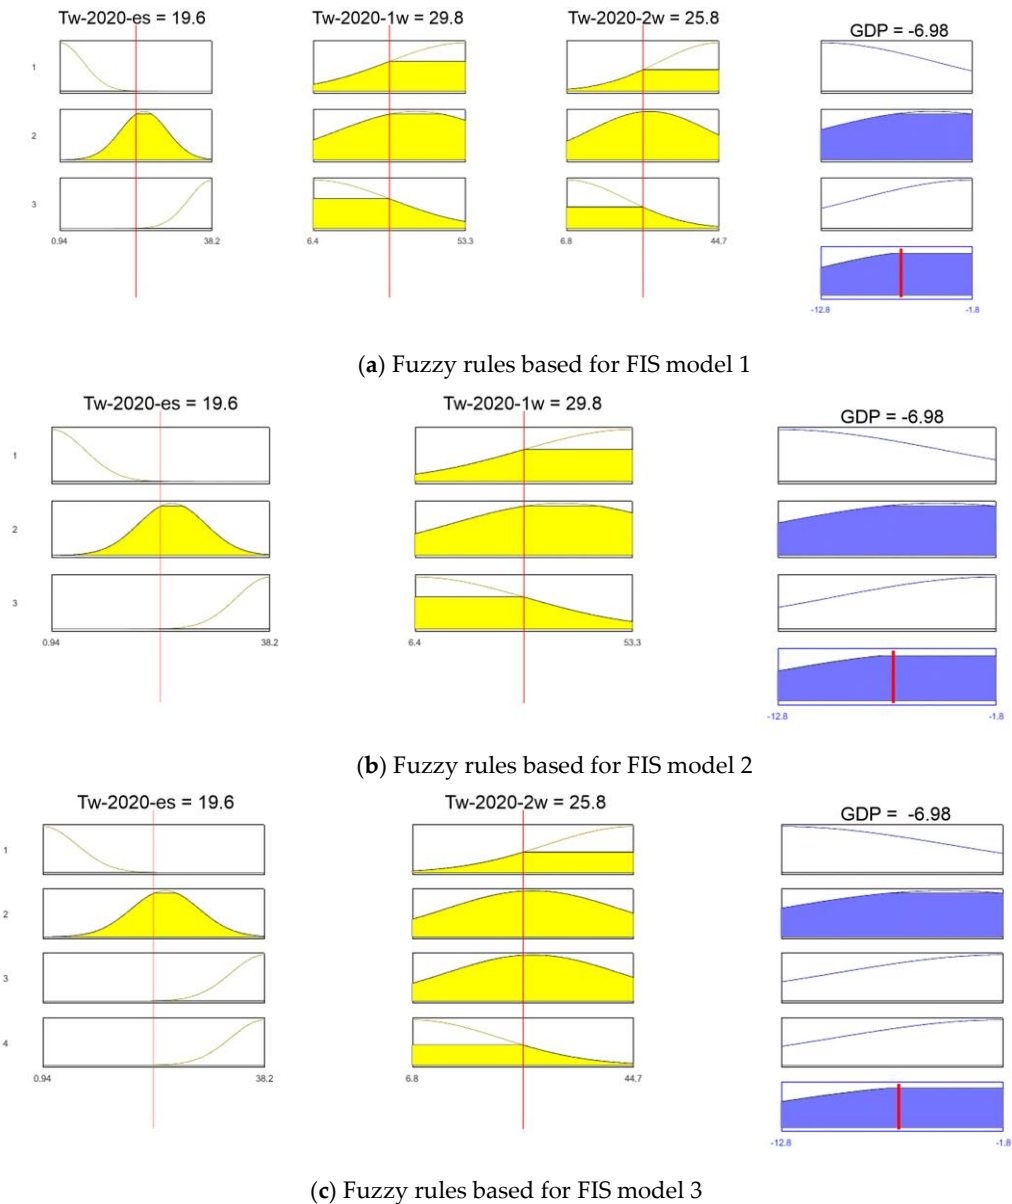 Tw-2020-es = 19.6 Tw-2020-1w = 29.8 Tw-2020-2w = 25.8 GDP = -6.98
1
2
3
0.94 38.2 6.4 53.3 6.8 44.7
-12.8 -1.8
(a) Fuzzy rules based for FIS model 1
Tw-2020-es = 19.6 Tw-2020-1w = 29.8 GDP = -6.98
1
2
3
0.94 38.2 6.4 53.3
-12.8 -1.8
(b) Fuzzy rules based for FIS model 2
Tw-2020-es = 19.6 Tw-2020-2w = 25.8 GDP = -6.98
1
2
3
4
0.94 38.2 6.8 44.7
-12.8 -1.8
(c) Fuzzy rules based for FIS model 3